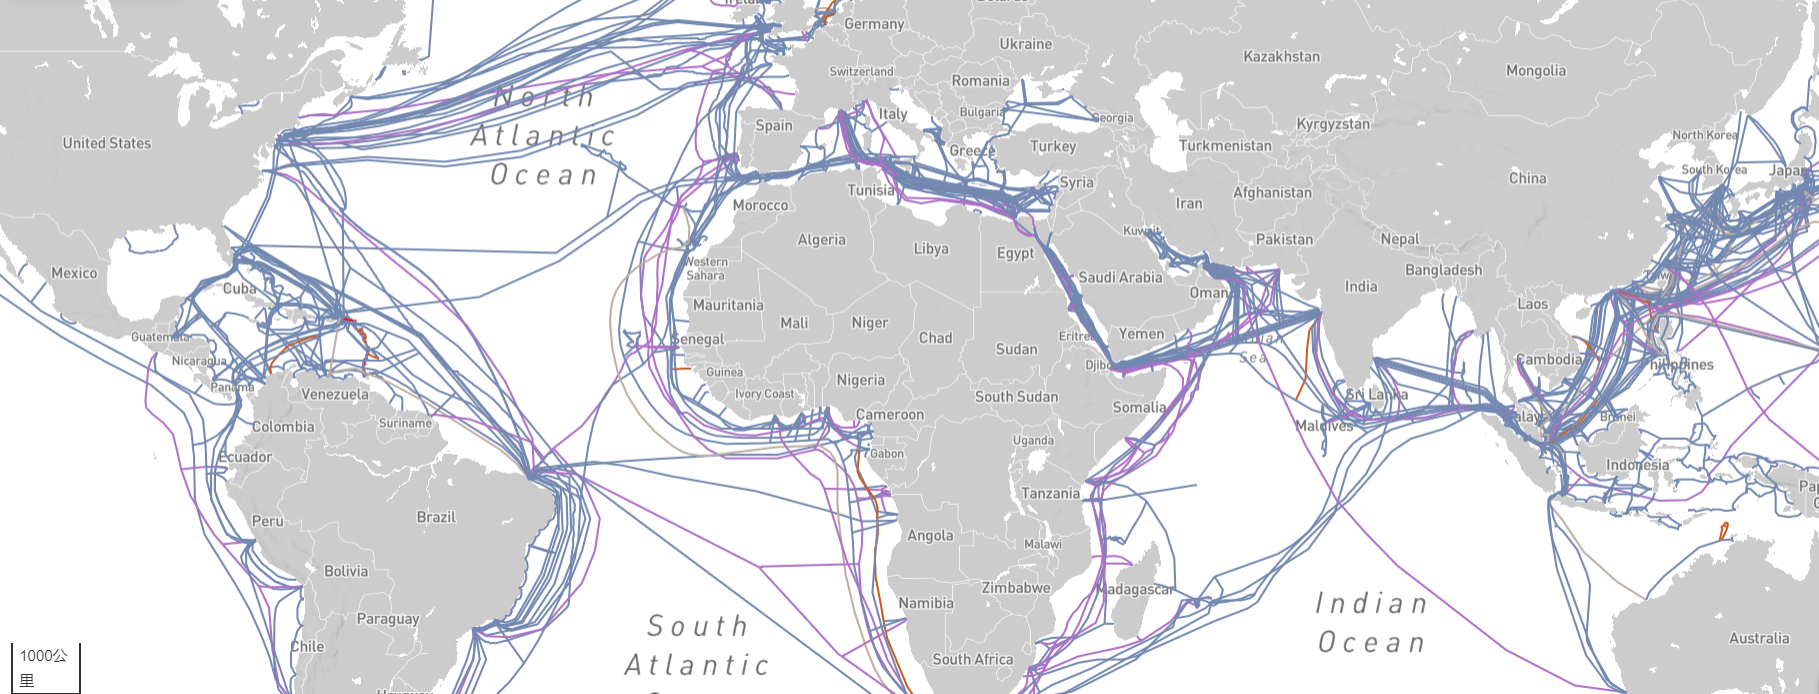 Germany
Ukraine
Kazakhstan
Mongolia
Switzerland
Romania
North
Atlantic
Ocean
Italy
Bulgaria
Georgia
Spain
Kyrgyzstan
North Korea
United States
Greece
Turkey
Turkmenistan
South Korea
Japan
China
Syria
Tunisia
Afghanistan
Iran
Morocco
Kuwait
Algeria
Libya
Egypt
Pakistan
Nepal
Western
Sahara
Mexico
Saudi Arabia
Bangladesh
Cuba
Oman
India
Mauritania
Laos
Guatemala
Mali
Niger
Chad
Eritrea
Yemen
Senegal
Sudan
Sea
Nicaragua
Guinea
Djibo
Cambodia
Philippines
Panama
Venezuela
Ivory Coast
Nigeria
South Sudan
Sri Lanka
Somalia
Colombia
Suriname
Cameroon
Maldives
Malays
Brunei
Uganda
Ecuador
Gabon
Indonesia
Tanzania
Peru
Brazil
Angola
Malawi
Bolivia
Zimbabwe
Madagascar
Namibia
Indian
Ocean
Paraguay
South
Atlantic
Chile
South Africa
Australia
1000公
里